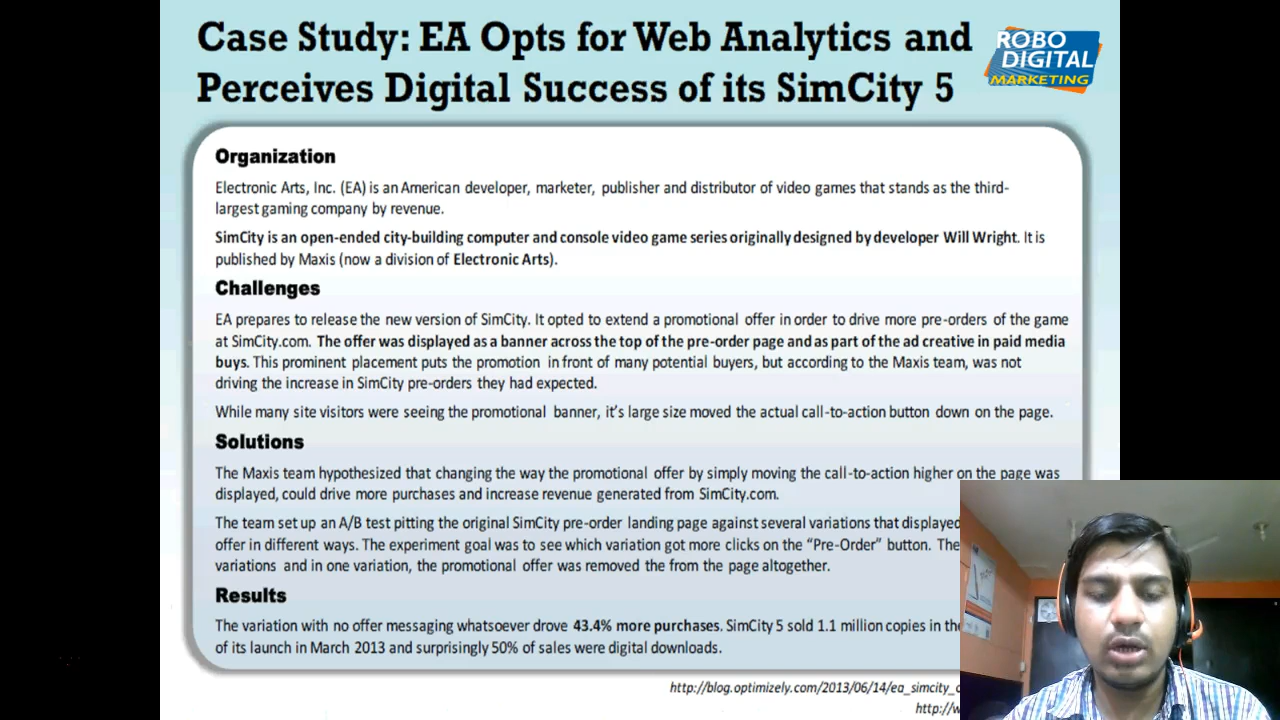 Case Study: EA Opts for Web Analytics and
Perceives Digital Success of its SimCity 5
ROBO
DIGITAL
MARKETING
Organization
Electronic Arts, Inc. (EA) is an American developer, marketer, publisher and distributor of video games that stands as the third-
largest gaming company by revenue.
SimCity is an open-ended city-building computer and console video game series originally designed by developer Will Wright. It is
published by Maxis (now a division of Electronic Arts).
Challenges
EA prepares to release the new version of SimCity. It opted to extend a promotional offer in order to drive more pre-orders of the game
at SimCity.com. The offer was displayed as a banner across the top of the pre-order page and as part of the ad creative in paid media
buys. This prominent placement puts the promotion in front of many potential buyers, but according to the Maxis team, was not
driving the increase in SimCity pre-orders they had expected.
While many site visitors were seeing the promotional banner, it's large size moved the actual call-to-action button down on the page.
Solutions
The Maxis team hypothesized that changing the way the promotional offer by simply moving the call-to-action higher on the page was
displayed, could drive more purchases and increase revenue generated from SimCity.com.
The team set up an A/B test pitting the original SimCity pre-order landing page against several variations that displayed
offer in different ways. The experiment goal was to see which variation got more clicks on the “Pre-Order” button. The
variations and in one variation, the promotional offer was removed the from the page altogether.
Results
The variation with no offer messaging whatsoever drove 43.4% more purchases. SimCity 5 sold 1.1 million copies in the
of its launch in March 2013 and surprisingly 50% of sales were digital downloads.
http://blog.optimizely.com/2013/06/14/ea_simcity_
http://w